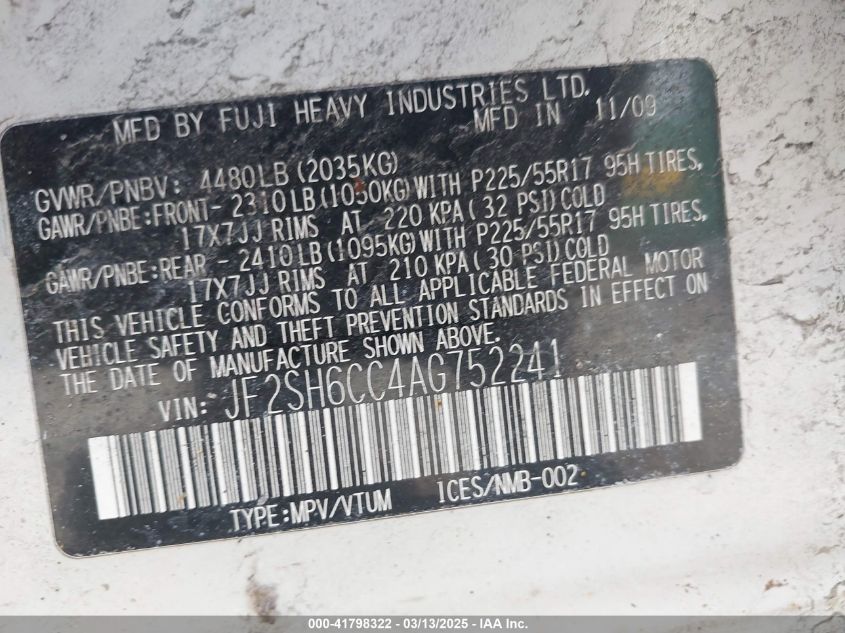 MFD BY FUJI HEAVY INDUSTRIES LTD.
MFD IN 11/09
GVWR/PNBV: 4480LB (2035KG)
GAWR/PNBE:FRONT- 2310LB(1050KG)WITH P225/55R17 95H TIRES,
17X7JJ RIMS AT 220 KPA( 32 PSI)COLD
GAWR/PNBE:REAR - 2410LB(1095KG)WITH P225/55R17 95H TIRES,
17X7JJ RIMS AT 210 KPA( 30 PSI)COLD
THIS VEHICLE CONFORMS TO ALL APPLICABLE FEDERAL MOTOR
VEHICLE SAFETY AND THEFT PREVENTION STANDARDS IN EFFECT ON
THE DATE OF MANUFACTURE SHOWN ABOVE.
VIN: JF2SH6CC4AG752241
TYPE:MPV/VTUM ICES/NMB-002
000-41798322 - 03/13/2025 - IAA Inc.